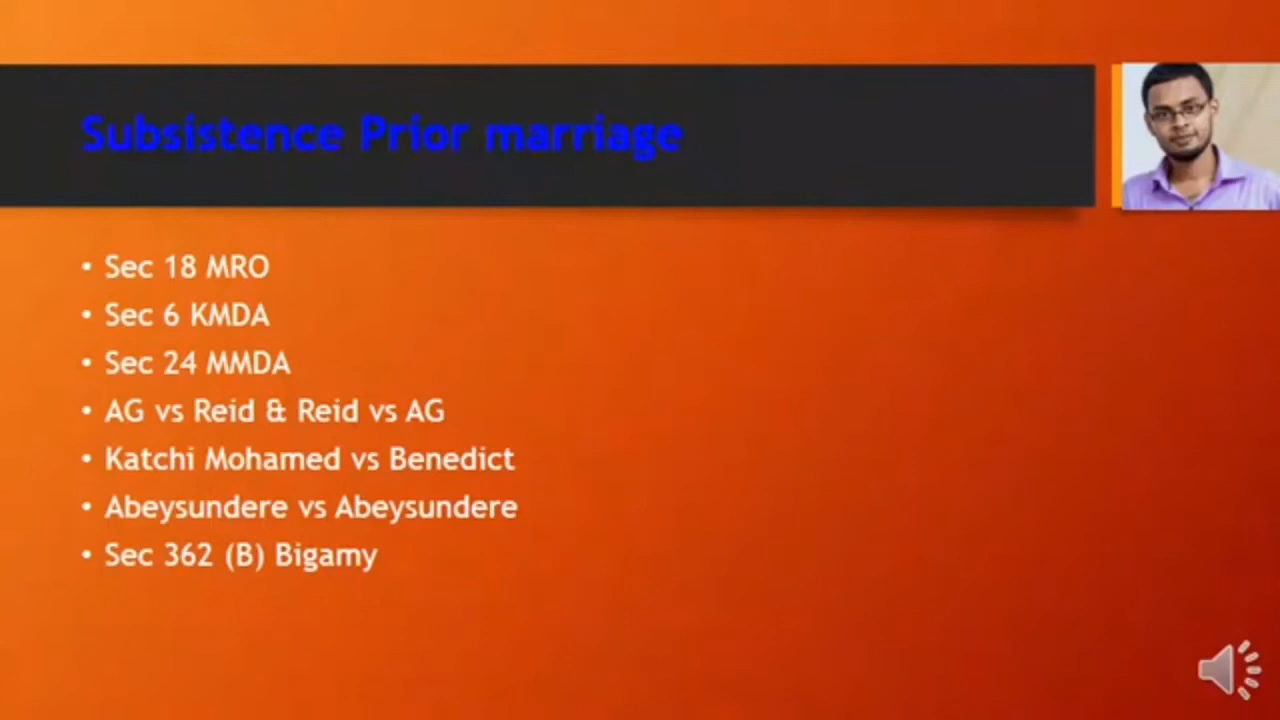 Subsistence Prior marriage
• Sec 18 MRO
• Sec 6 KMDA
• Sec 24 MMDA
• AG vs Reid & Reid vs AG
• Katchi Mohamed vs Benedict
• Abeysundere vs Abeysundere
• Sec 362 (B) Bigamy